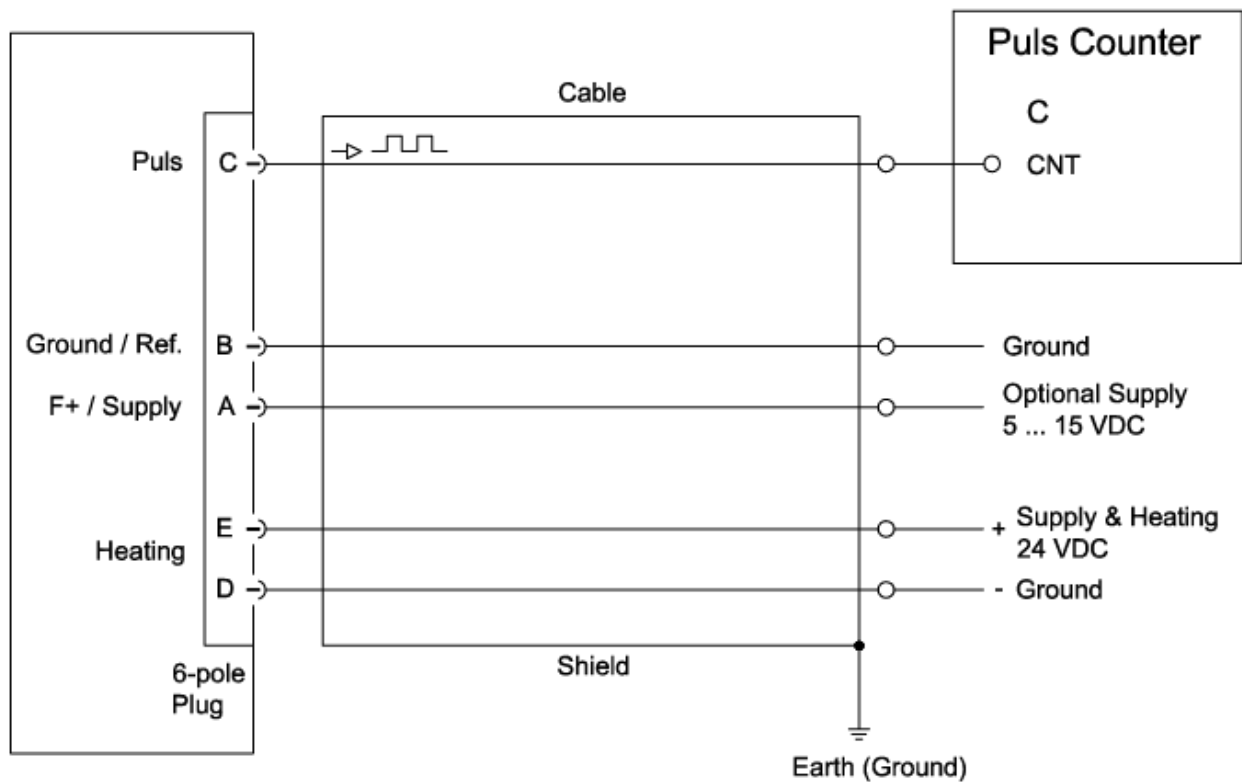 Puls Counter
Cable
C
Puls C
CNT
Ground / Ref. B
Ground
F+ / Supply A
Optional Supply
5 ... 15 VDC
E
+ Supply & Heating
24 VDC
Heating
D
- Ground
6-pole
Plug
Shield
Earth (Ground)